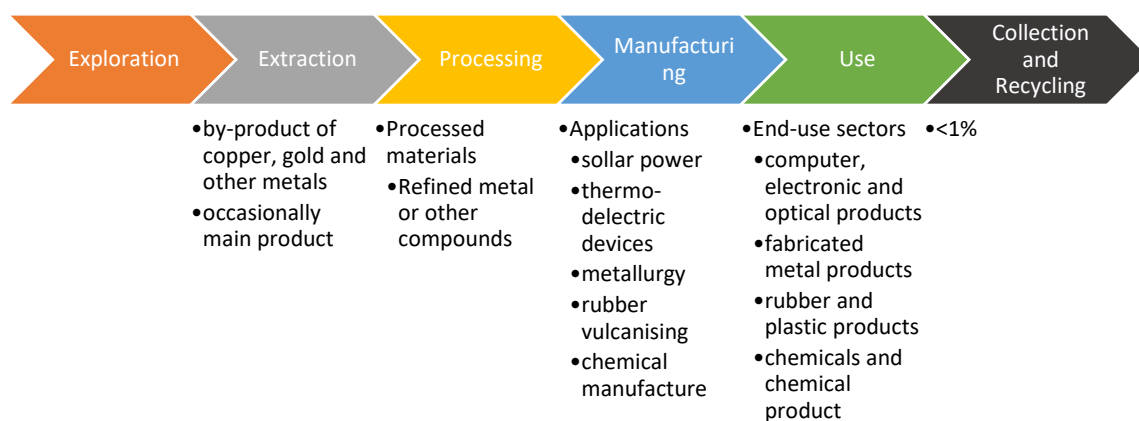 Exploration
Extraction
Processing
Manufacturi
ng
Use
Collection
and
Recycling
•by-product of
copper, gold and
other metals
•occasionally
main product
•Processed
materials
•Refined metal
or other
compounds
•Applications
•sollar power
•thermo-
delectric
devices
•metallurgy
•rubber
vulcanising
•chemical
manufacture
•End-use sectors
•computer,
electronic and
optical products
•fabricated
metal products
•rubber and
plastic products
•chemicals and
chemical
product
•<1%